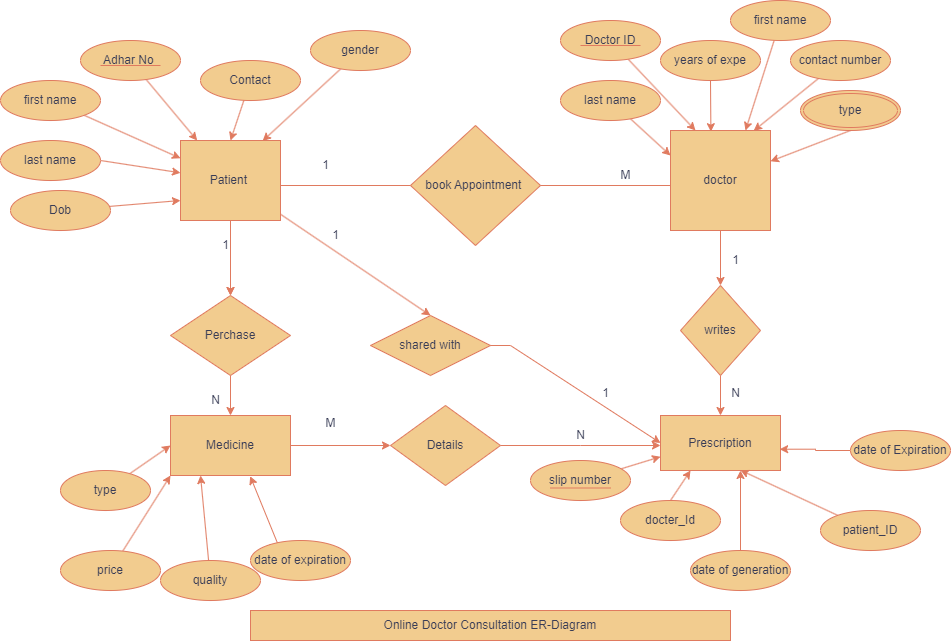 first name
Doctor ID
gender
Adhar No
years of expe
contact number
Contact
first name
last name
type
last name
Patient
1
book Appointment
M
doctor
Dob
1
1
1
Perchase
shared with
writes
N
1
N
M
Medicine
Details
N
Prescription
date of Expiration
type
slip number
docter_Id
patient_ID
price
quality
date of expiration
date of generation
Online Doctor Consultation ER-Diagram